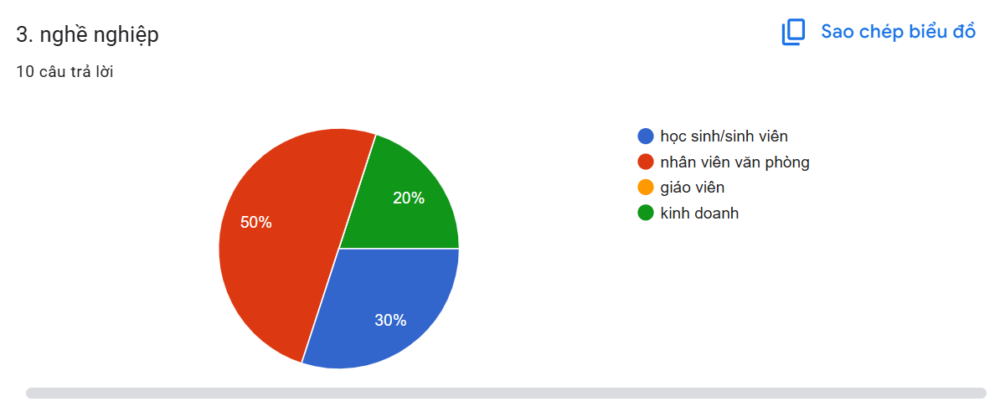 3. nghề nghiệp
Sao chép biểu đồ
10 câu trả lời
học sinh/sinh viên
nhân viên văn phòng
giáo viên
kinh doanh
20%
50%
30%